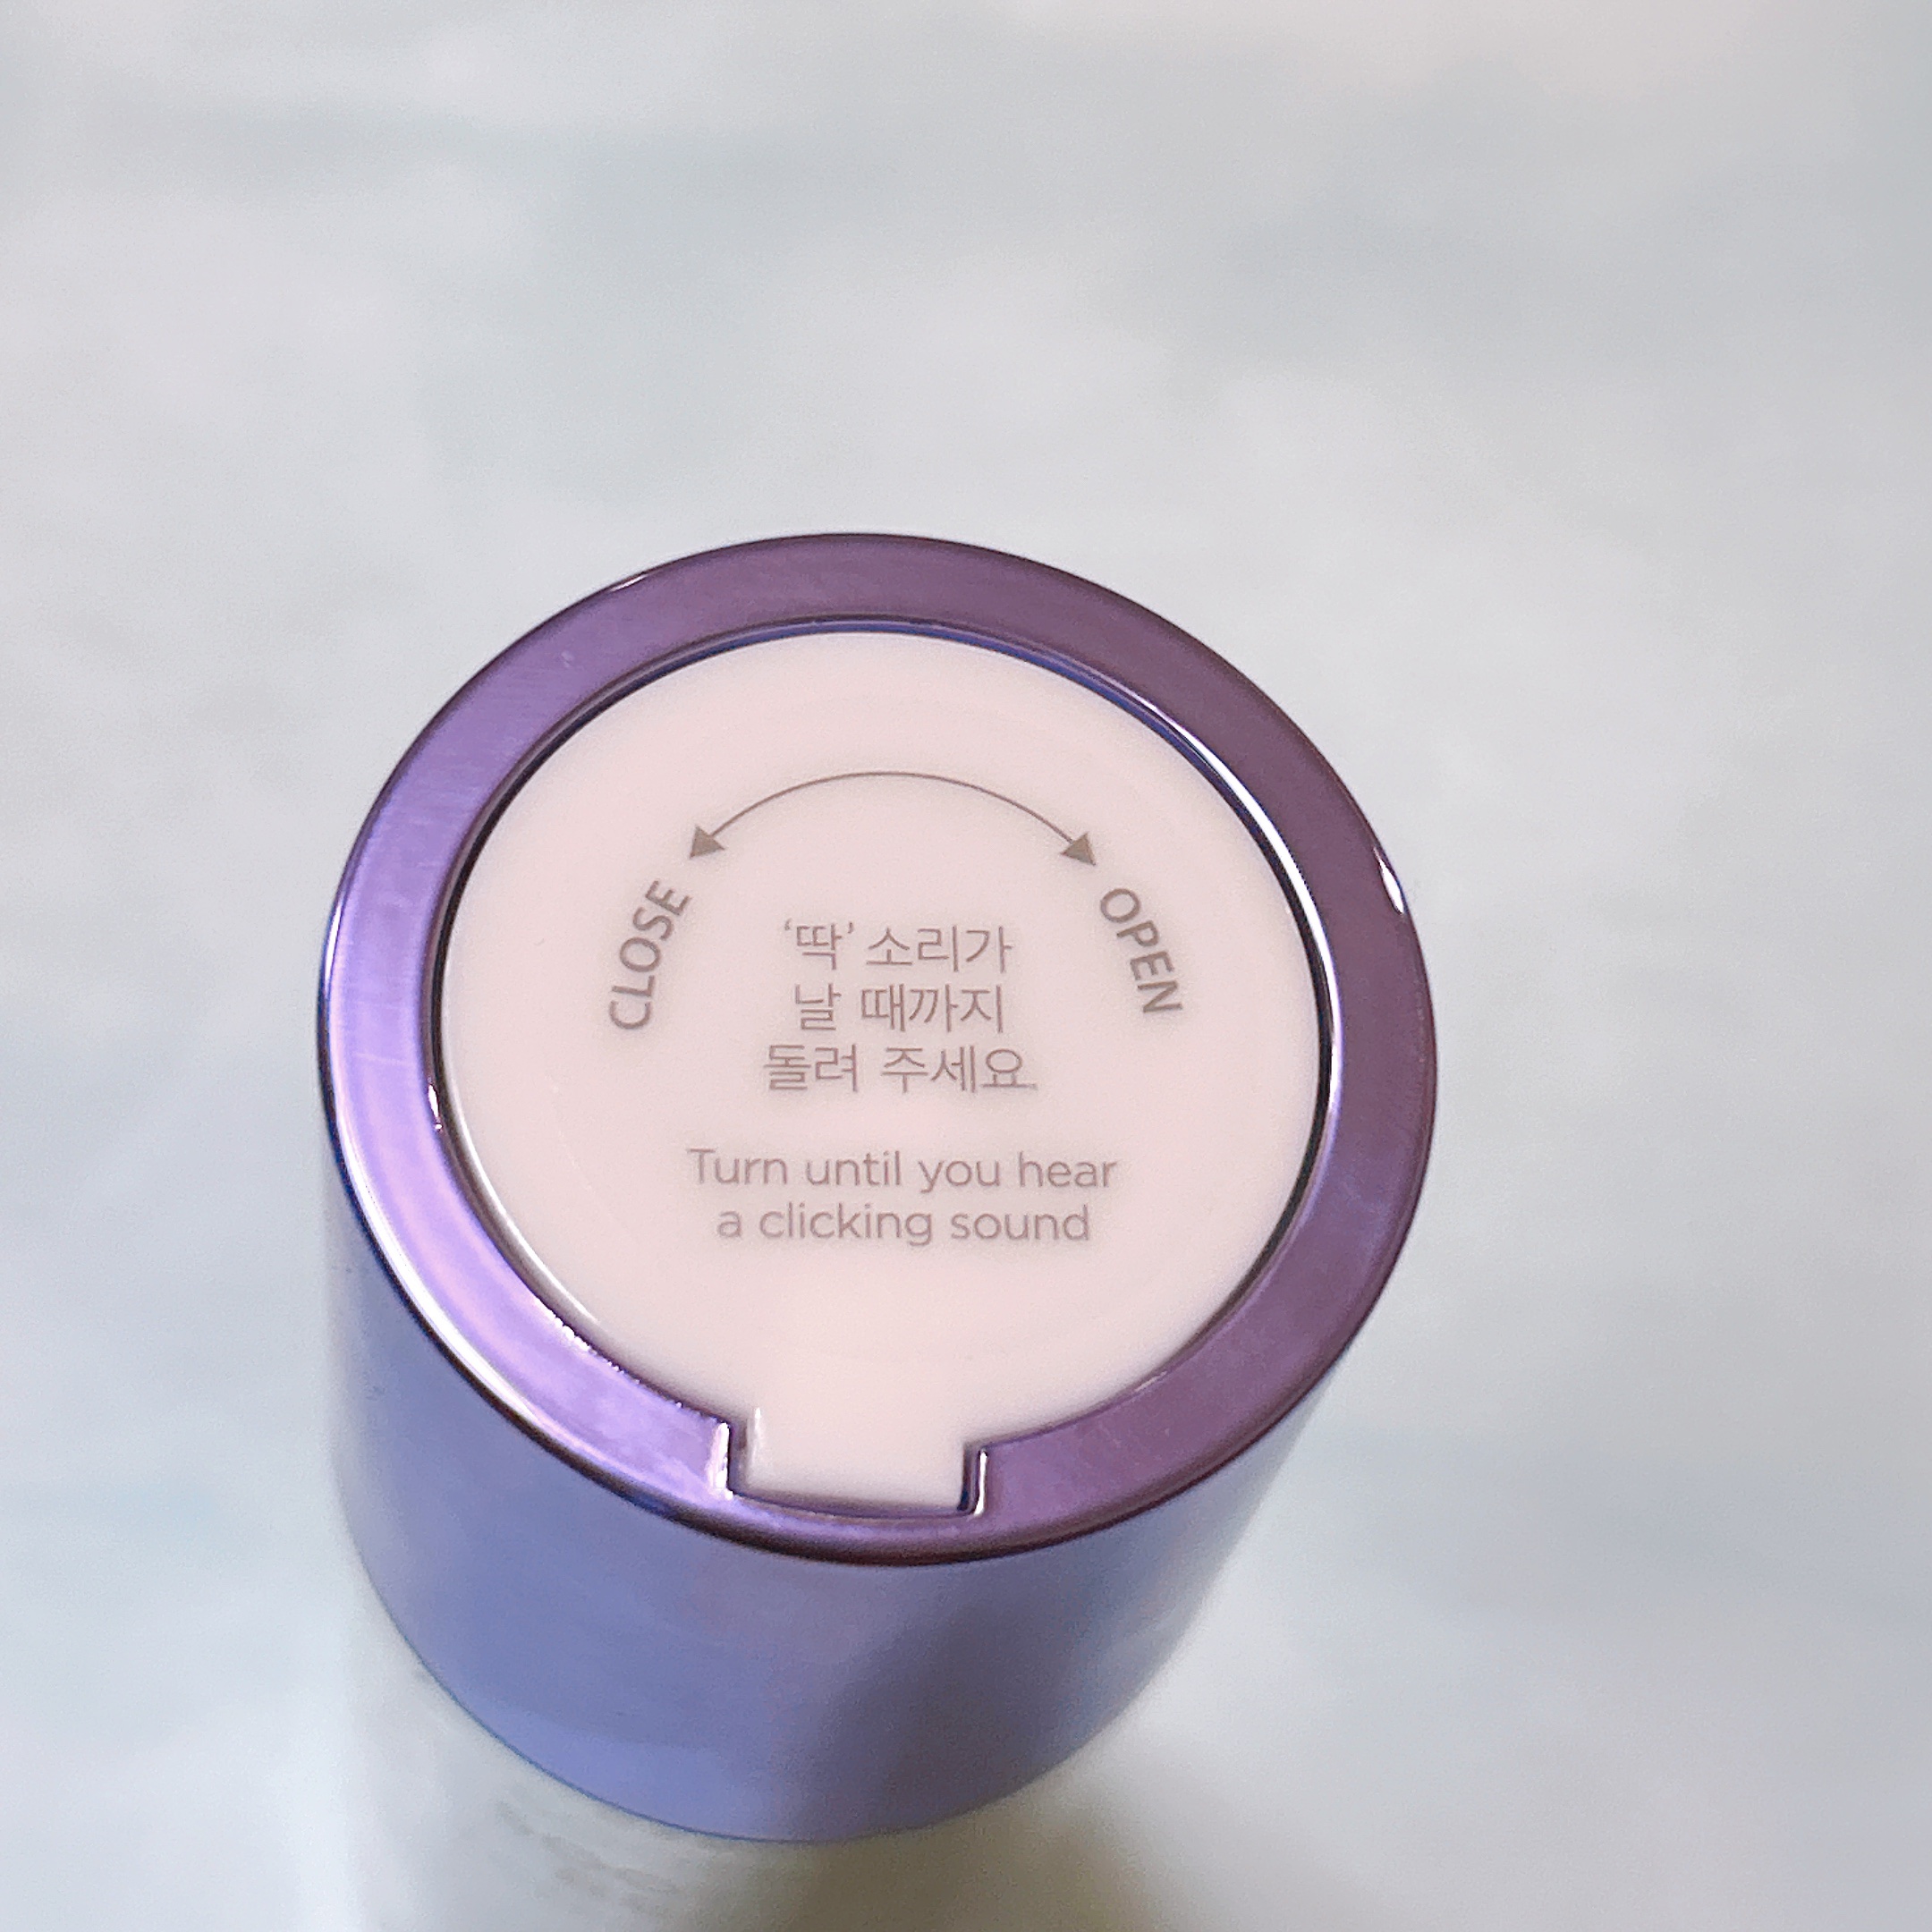 CLOSE
OPEN
‘딱’ 소리가
날 때까지
돌려 주세요.
Turn until you hear
a clicking sound